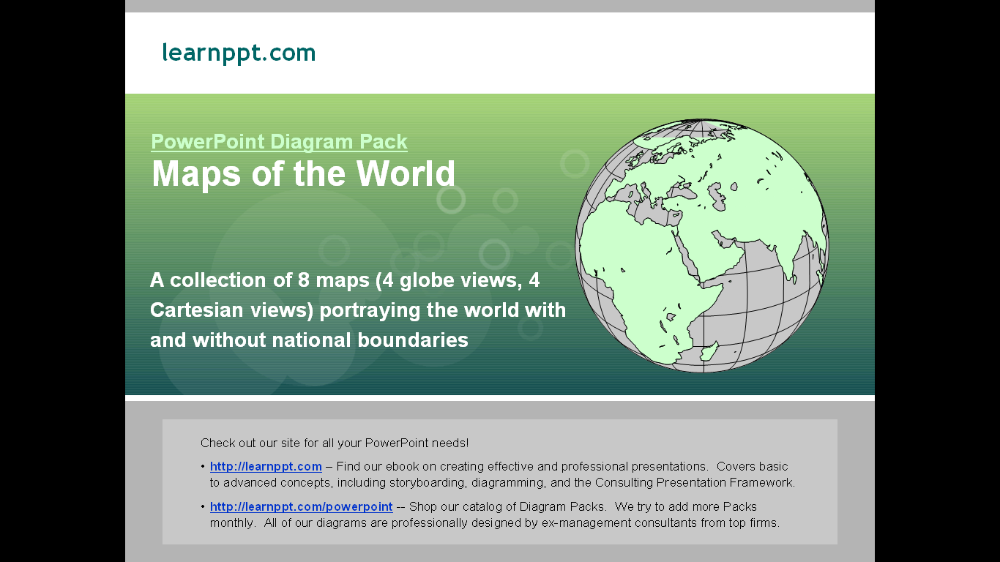 learnppt.com
PowerPoint Diagram Pack
Maps of the World
A collection of 8 maps (4 globe views, 4
Cartesian views) portraying the world with
and without national boundaries
Check out our site for all your PowerPoint needs!
• http://learnppt.com – Find our ebook on creating effective and professional presentations.  Covers basic
to advanced concepts, including storyboarding, diagramming, and the Consulting Presentation Framework.
• http://learnppt.com/powerpoint -- Shop our catalog of Diagram Packs.  We try to add more Packs
monthly.  All of our diagrams are professionally designed by ex-management consultants from top firms.